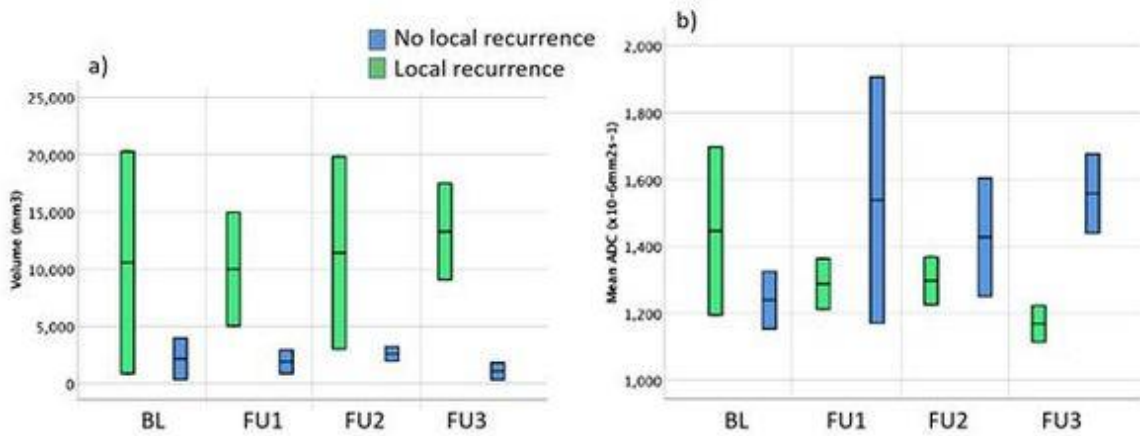 No local recurrence
Local recurrence
a)
Volume (mm3)
25,000
20,000
15,000
10,000
5,000
0
BL FU1 FU2 FU3
b)
Mean ADC (x10-6mm2s-1)
2,000
1,800
1,600
1,400
1,200
1,000
BL FU1 FU2 FU3